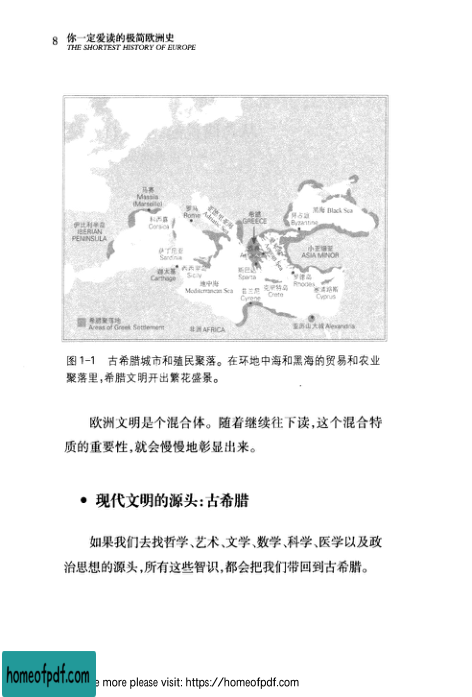 8 你一定爱读的极简欧洲史
THE SHORTEST HISTORY OF EUROPE
马赛
Massilia
(Marseille)
伊比利半岛
IBERIAN
PENINSULA
科西嘉
Corsica
罗马
Rome
Adriatic
希腊
GREECE
拜占庭
Byzantine
黑海 Black Sea
小亚细亚
ASIA MINOR
萨丁尼亚
Sardinia
迦太基
Carthage
西西里
Sicily
地中海
Mediterranean Sea
斯巴达
Sparta
罗德岛
Rhodes
克里特岛
Crete
塞浦路斯
Cyprus
昔兰尼
Cyrene
希腊聚落地
Areas of Greek Settlement
非洲 AFRICA
亚历山大城 Alexandria
图 1-1 古希腊城市和殖民聚落。在环地中海和黑海的贸易和农业
聚落里,希腊文明开出繁花盛景。
欧洲文明是个混合体。随着继续往下读,这个混合特
质的重要性,就会慢慢地彰显出来。
● 现代文明的源头:古希腊
如果我们去找哲学、艺术、文学、数学、科学、医学以及政
治思想的源头,所有这些智识,都会把我们带回到古希腊。
homeofpdf.com
e more please visit: https://homeofpdf.com